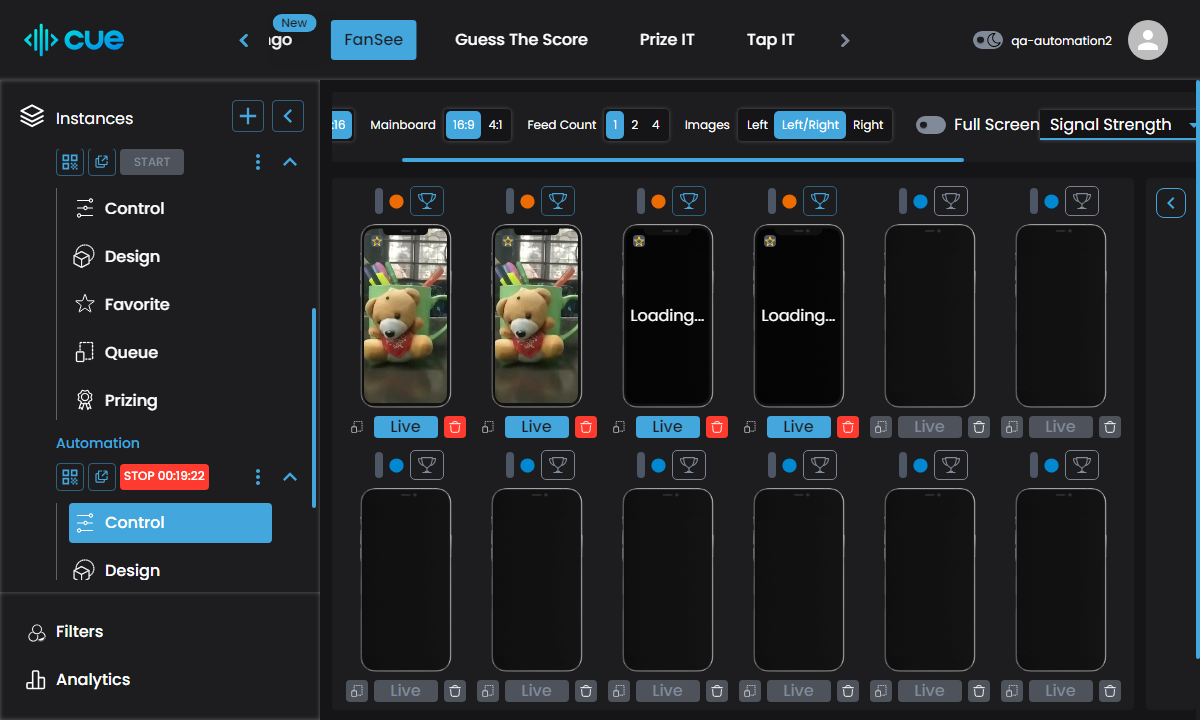 cue
New
FanSee
Guess The Score
Prize IT
Tap IT
qa-automation2
Instances
START
Control
Design
Favorite
Queue
Prizing
Automation
STOP 00:19:22
Control
Design
Filters
Analytics
Mainboard
16:9
4:1
Feed Count
1
2
4
Images
Left
Left/Right
Right
Full Screen
Signal Strength
Loading...
Loading...
Live
Live
Live
Live
Live
Live
Live
Live
Live
Live
Live
Live